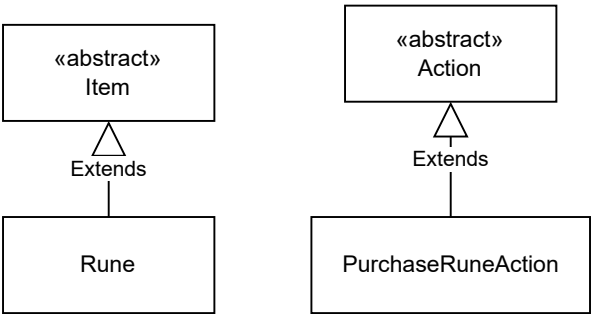 «abstract»
Item
Extends
Rune
«abstract»
Action
Extends
PurchaseRuneAction